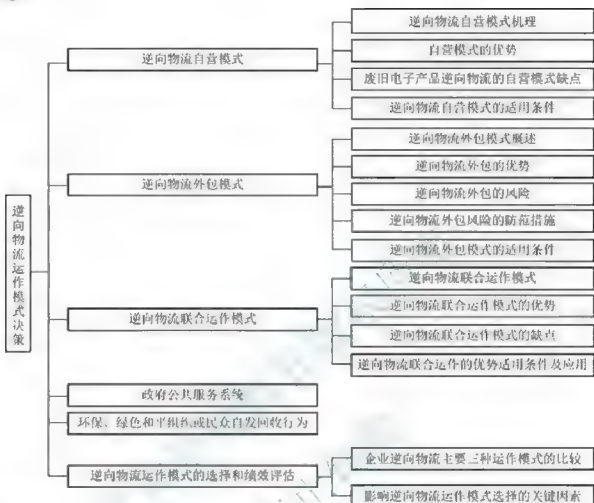 逆向物流运作模式决策
逆向物流自营模式
逆向物流自营模式机理
自营模式的优势
废旧电子产品逆向物流的自营模式缺点
逆向物流自营模式的适用条件
逆向物流外包模式
逆向物流外包模式概述
逆向物流外包的优势
逆向物流外包的风险
逆向物流外包风险的防范措施
逆向物流外包模式的适用条件
逆向物流联合运作模式
逆向物流联合运作模式
逆向物流联合运作模式的优势
逆向物流联合运作模式的缺点
逆向物流联合运作的优势适用条件及应用
政府公共服务系统
环保、绿色和平组织或民众自发回收行为
逆向物流运作模式的选择和绩效评估
企业逆向物流主要三种运作模式的比较
影响逆向物流运作模式选择的关键因素